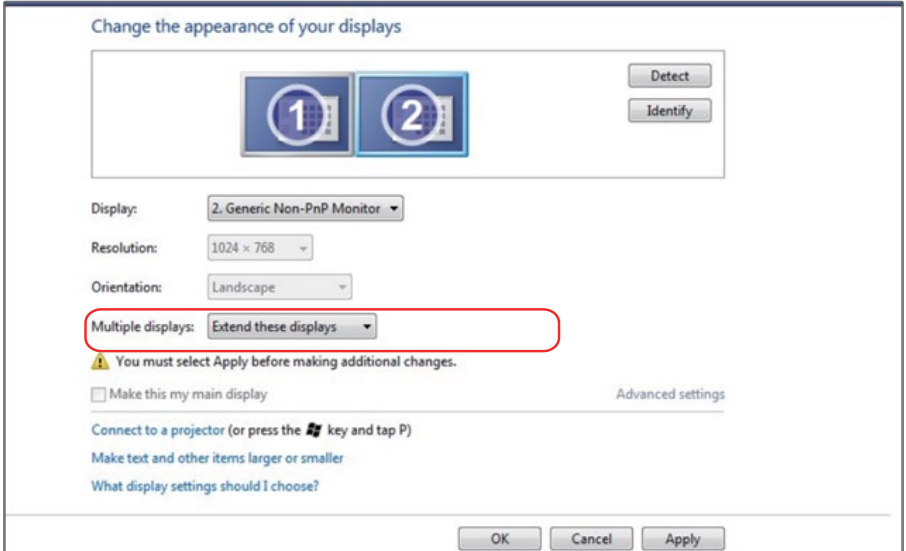 Change the appearance of your displays
1 2
Detect
Identify
Display: 2. Generic Non-PnP Monitor
Resolution: 1024 × 768
Orientation: Landscape
Multiple displays: Extend these displays
You must select Apply before making additional changes.
Make this my main display Advanced settings
Connect to a projector (or press the key and tap P)
Make text and other items larger or smaller
What display settings should I choose?
OK Cancel Apply